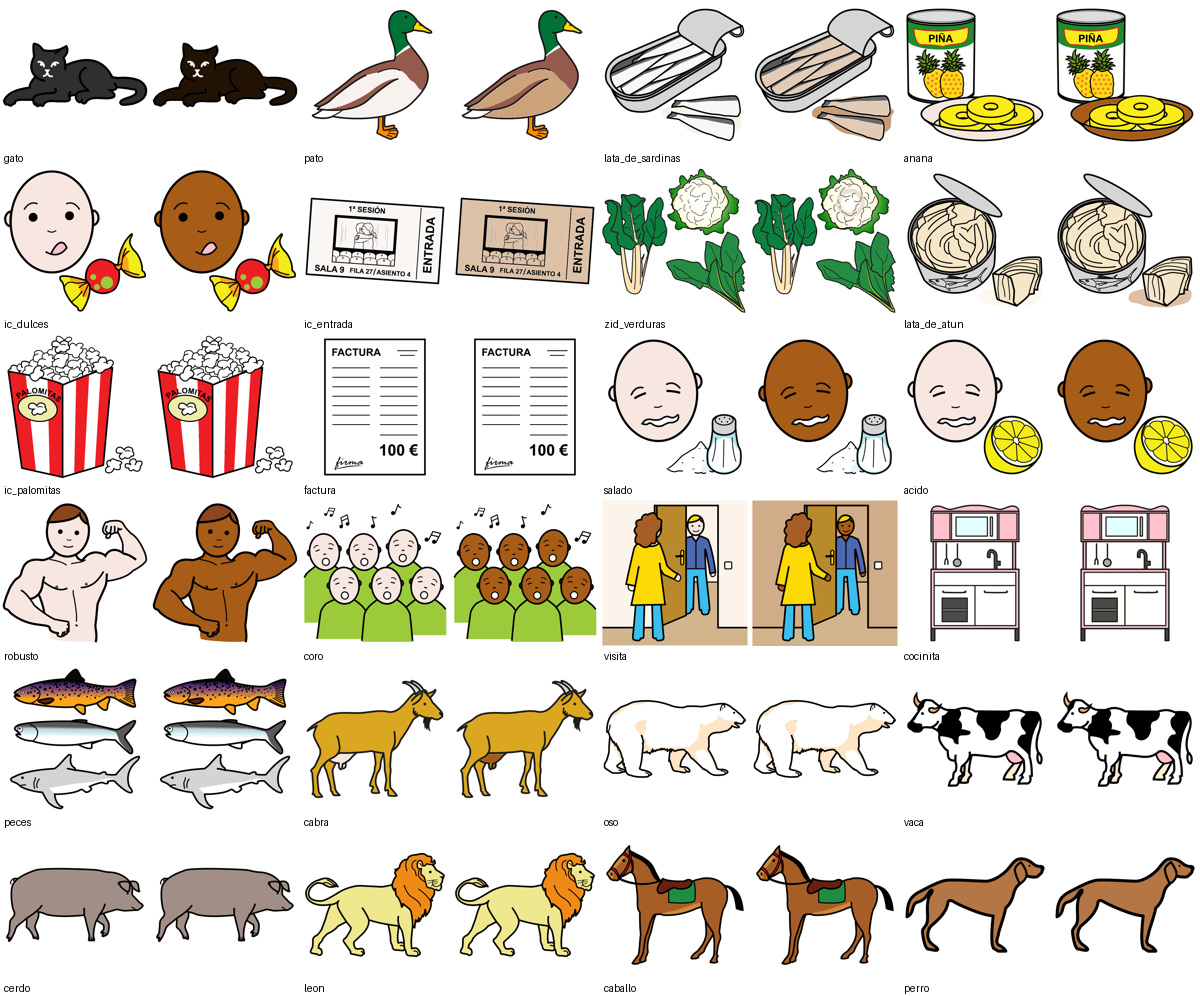 PIÑA
PIÑA
gato
pato
lata_de_sardinas
anana
1ª SESIÓN
ENTRADA
SALA 9 FILA 27/ASIENTO 4
1ª SESIÓN
ENTRADA
SALA 9 FILA 27/ASIENTO 4
ic_dulces
ic_entrada
zid_verduras
lata_de_atun
PALOMITAS
PALOMITAS
FACTURA
100 €
firma
FACTURA
100 €
firma
ic_palomitas
factura
salado
acido
robusto
coro
visita
cocinita
peces
cabra
oso
vaca
cerdo
leon
caballo
perro